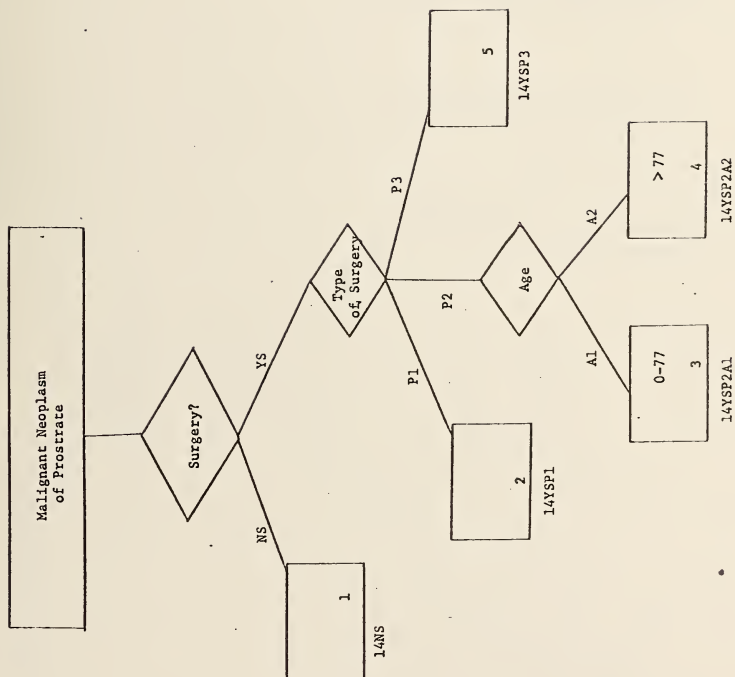 Malignant Neoplasm
of Prostrate
Surgery?
NS
YS
1
14NS
Type
of, Surgery
P1
P2
P3
2
14YSP1
Age
5
14YSP3
A1
A2
0-77
3
14YSP2A1
> 77
4
14YSP2A2